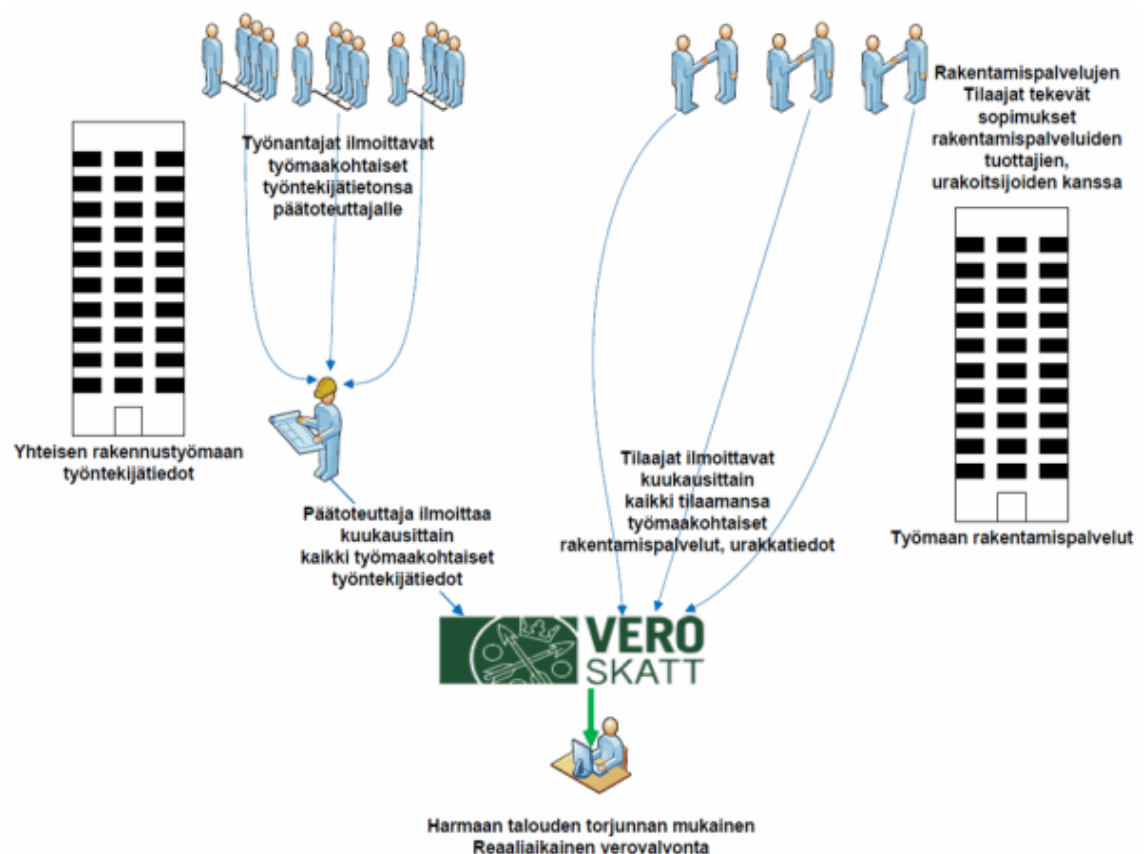 Työnantajat ilmoittavat
työmaakohtaiset
työntekijätietonsa
päätoteuttajalle
Rakentamispalvelujen
Tilaajat tekevät
sopimukset
rakentamispalveluiden
tuottajien,
urakoitsijoiden kanssa
Yhteisen rakennustyömaan
työntekijätiedot
Päätoteuttaja ilmoittaa
kuukausittain
kaikki työmaakohtaiset
työntekijätiedot
Tilaajat ilmoittavat
kuukausittain
kaikki tilaamansa
työmaakohtaiset
rakentamispalvelut, urakkatiedot
Työmaan rakentamispalvelut
VERO
SKATT
Harmaan talouden torjunnan mukainen
Reaaliaikainen verovalvonta